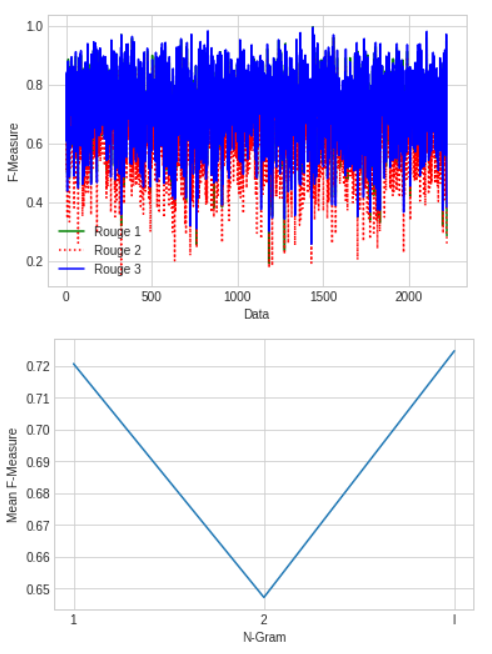 1.0
0.8
0.6
0.4
0.2
F-Measure
Rouge 1
Rouge 2
Rouge 3
0 500 1000 1500 2000
Data
0.72
0.71
0.70
0.69
0.68
0.67
0.66
0.65
Mean F-Measure
1 2 l
N-Gram